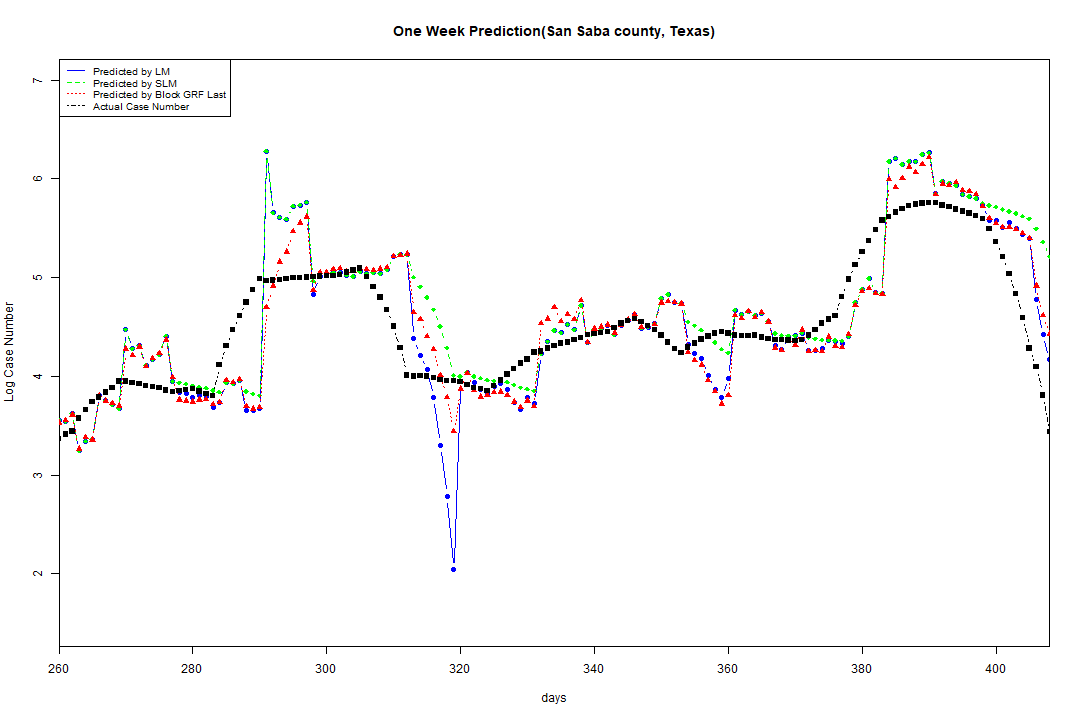 One Week Prediction(San Saba county, Texas)
Predicted by LM
Predicted by SLM
Predicted by Block GRF Last
Actual Case Number
7
6
5
4
3
2
Log Case Number
260
280
300
320
340
360
380
400
days